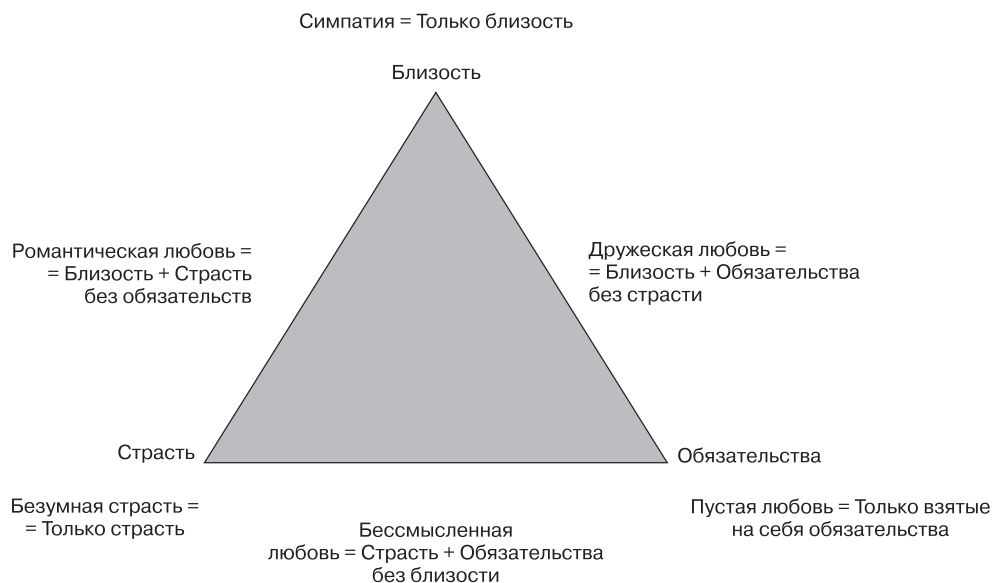 Симпатия = Только близость
Близость
Романтическая любовь =
= Близость + Страсть
без обязательств
Дружеская любовь =
= Близость + Обязательства
без страсти
Страсть
Обязательства
Безумная страсть =
= Только страсть
Бессмысленная
любовь = Страсть + Обязательства
без близости
Пустая любовь = Только взятые
на себя обязательства